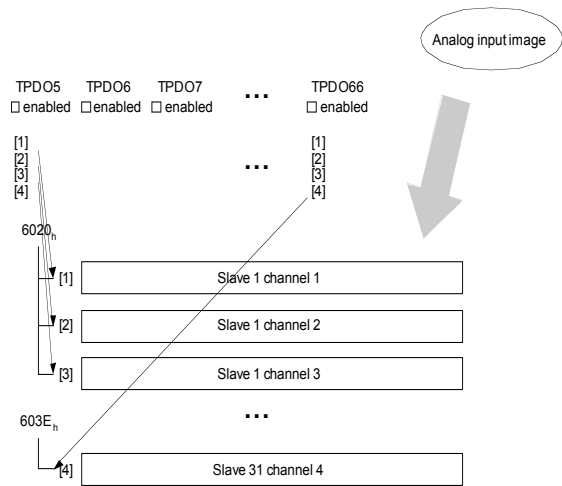 Analog input image
TPDO5 TPDO6 TPDO7 ... TPDO66
☐ enabled ☐ enabled ☐ enabled ☐ enabled
[1] [1]
[2] ... [2]
[3] [3]
[4] [4]
6020h
[1] Slave 1 channel 1
[2] Slave 1 channel 2
[3] Slave 1 channel 3
...
603Eh
[4] Slave 31 channel 4